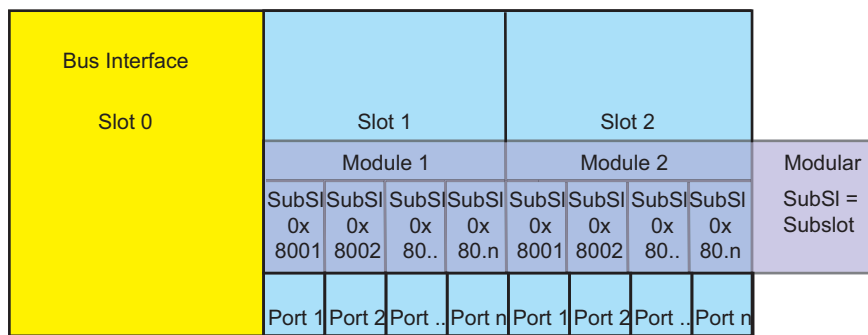 Bus Interface
Slot 0
Slot 1
Slot 2
Module 1
Module 2
Modular
SubSl SubSl SubSl SubSl SubSl SubSl SubSl SubSl
0x 0x 0x 0x 0x 0x 0x 0x
8001 8002 80.. 80.n 8001 8002 80.. 80.n
SubSl =
Subslot
Port 1 Port 2 Port .. Port n Port 1 Port 2 Port .. Port n